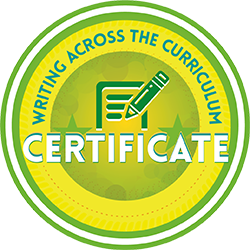 WRITING ACROSS THE CURRICULUM
CERTIFICATE